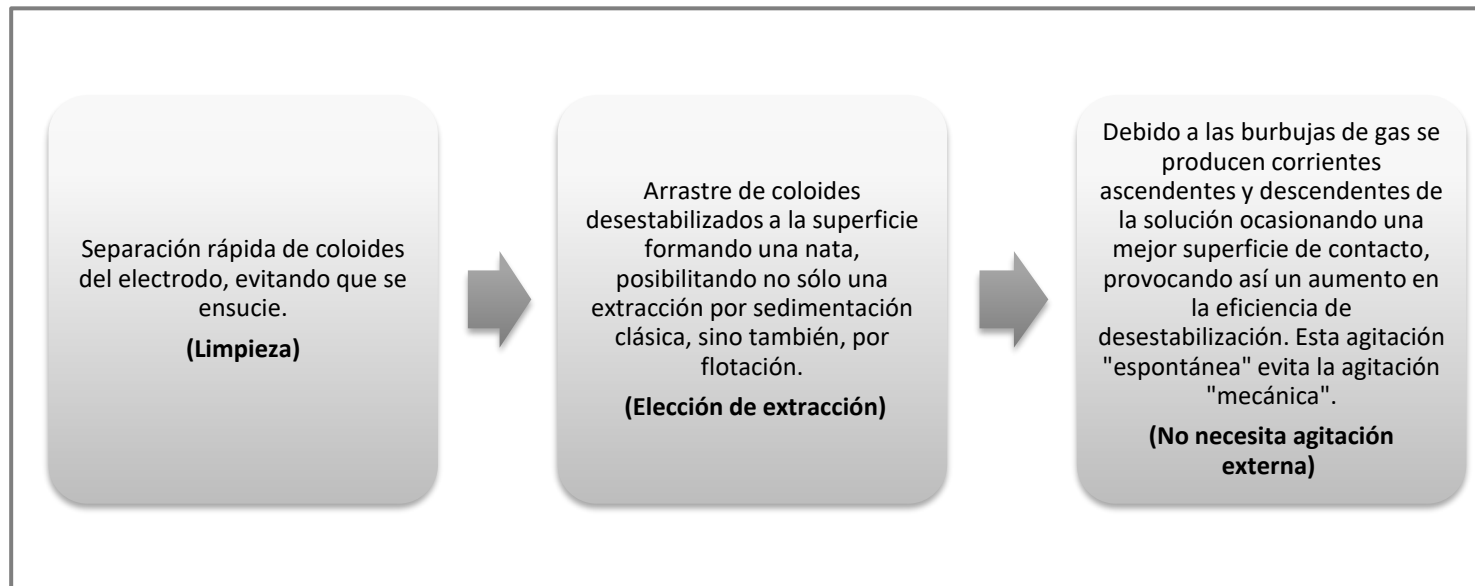 Separación rápida de coloides
del electrodo, evitando que se
ensucie.
(Limpieza)
Arrastre de coloides
desestabilizados a la superficie
formando una nata,
posibilitando no sólo una
extracción por sedimentación
clásica, sino también, por
flotación.
(Elección de extracción)
Debido a las burbujas de gas se
producen corrientes
ascendentes y descendentes de
la solución ocasionando una
mejor superficie de contacto,
provocando así un aumento en
la eficiencia de
desestabilización. Esta agitación
"espontánea" evita la agitación
"mecánica".
(No necesita agitación
externa)